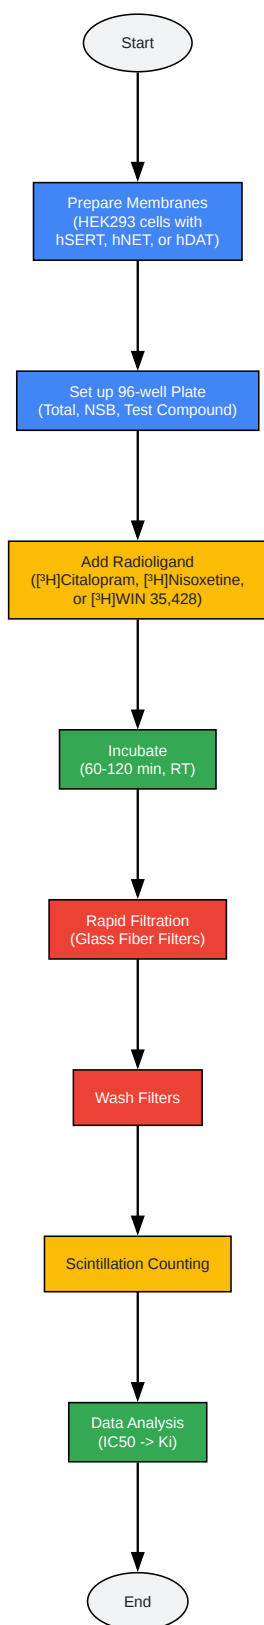 Start
Prepare Membranes
(HEK293 cells with
hSERT, hNET, or hDAT)
Set up 96-well Plate
(Total, NSB, Test Compound)
Add Radioligand
([³H]Citalopram, [³H]Nisoxetine,
or [³H]WIN 35,428)
Incubate
(60-120 min, RT)
Rapid Filtration
(Glass Fiber Filters)
Wash Filters
Scintillation Counting
Data Analysis
(IC50 -> Ki)
End